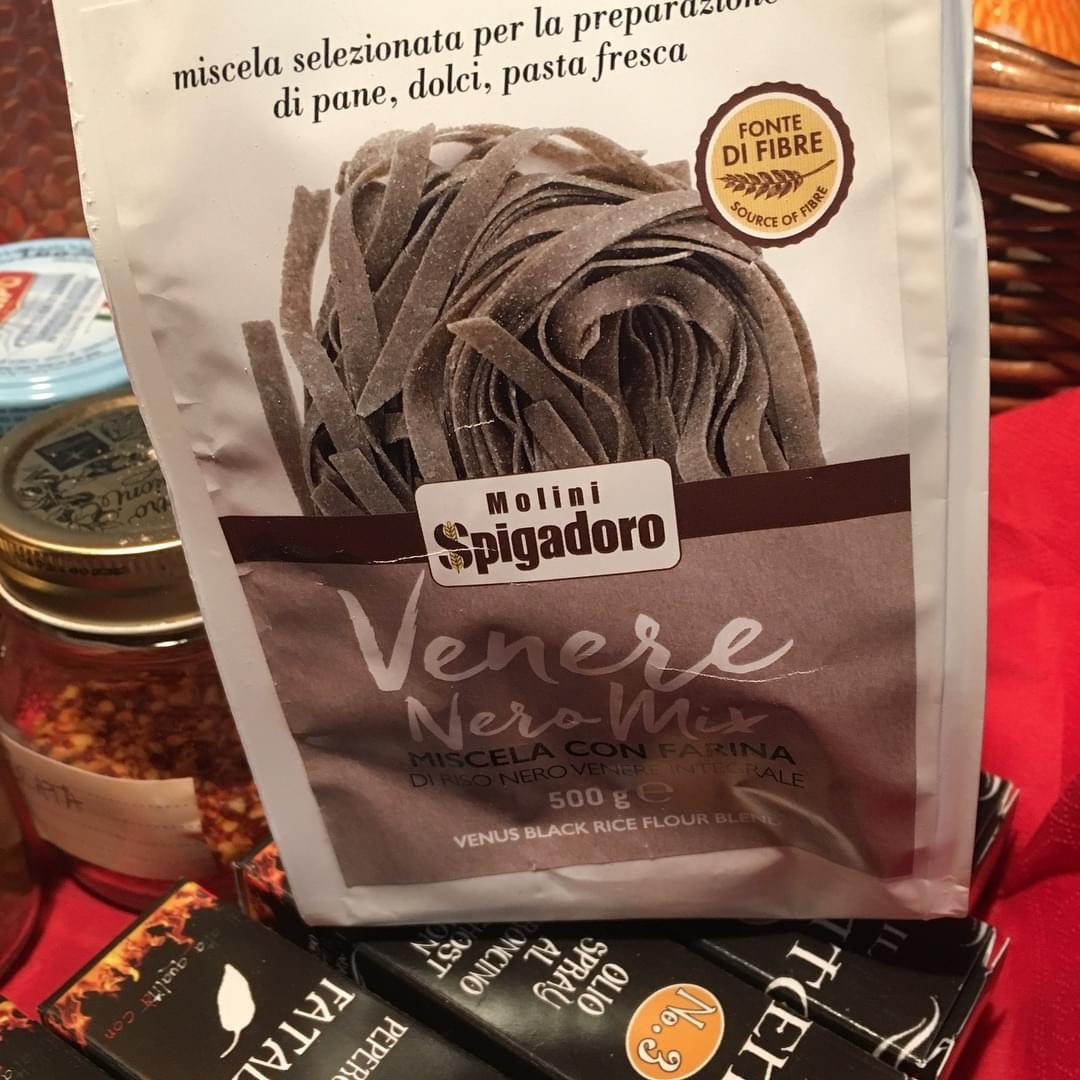 miscela selezionata per la preparazione
di pane, dolci, pasta fresca
FONTE
DI FIBRE
SOURCE OF FIBRE
Molini
Spigadoro
Venere
Nero Mix
MISCELA CON FARINA
DI RISO NERO VENERE INTEGRALE
500 g e
VENUS BLACK RICE FLOUR BLEND
OLIO
SPRAY
AL
No.3